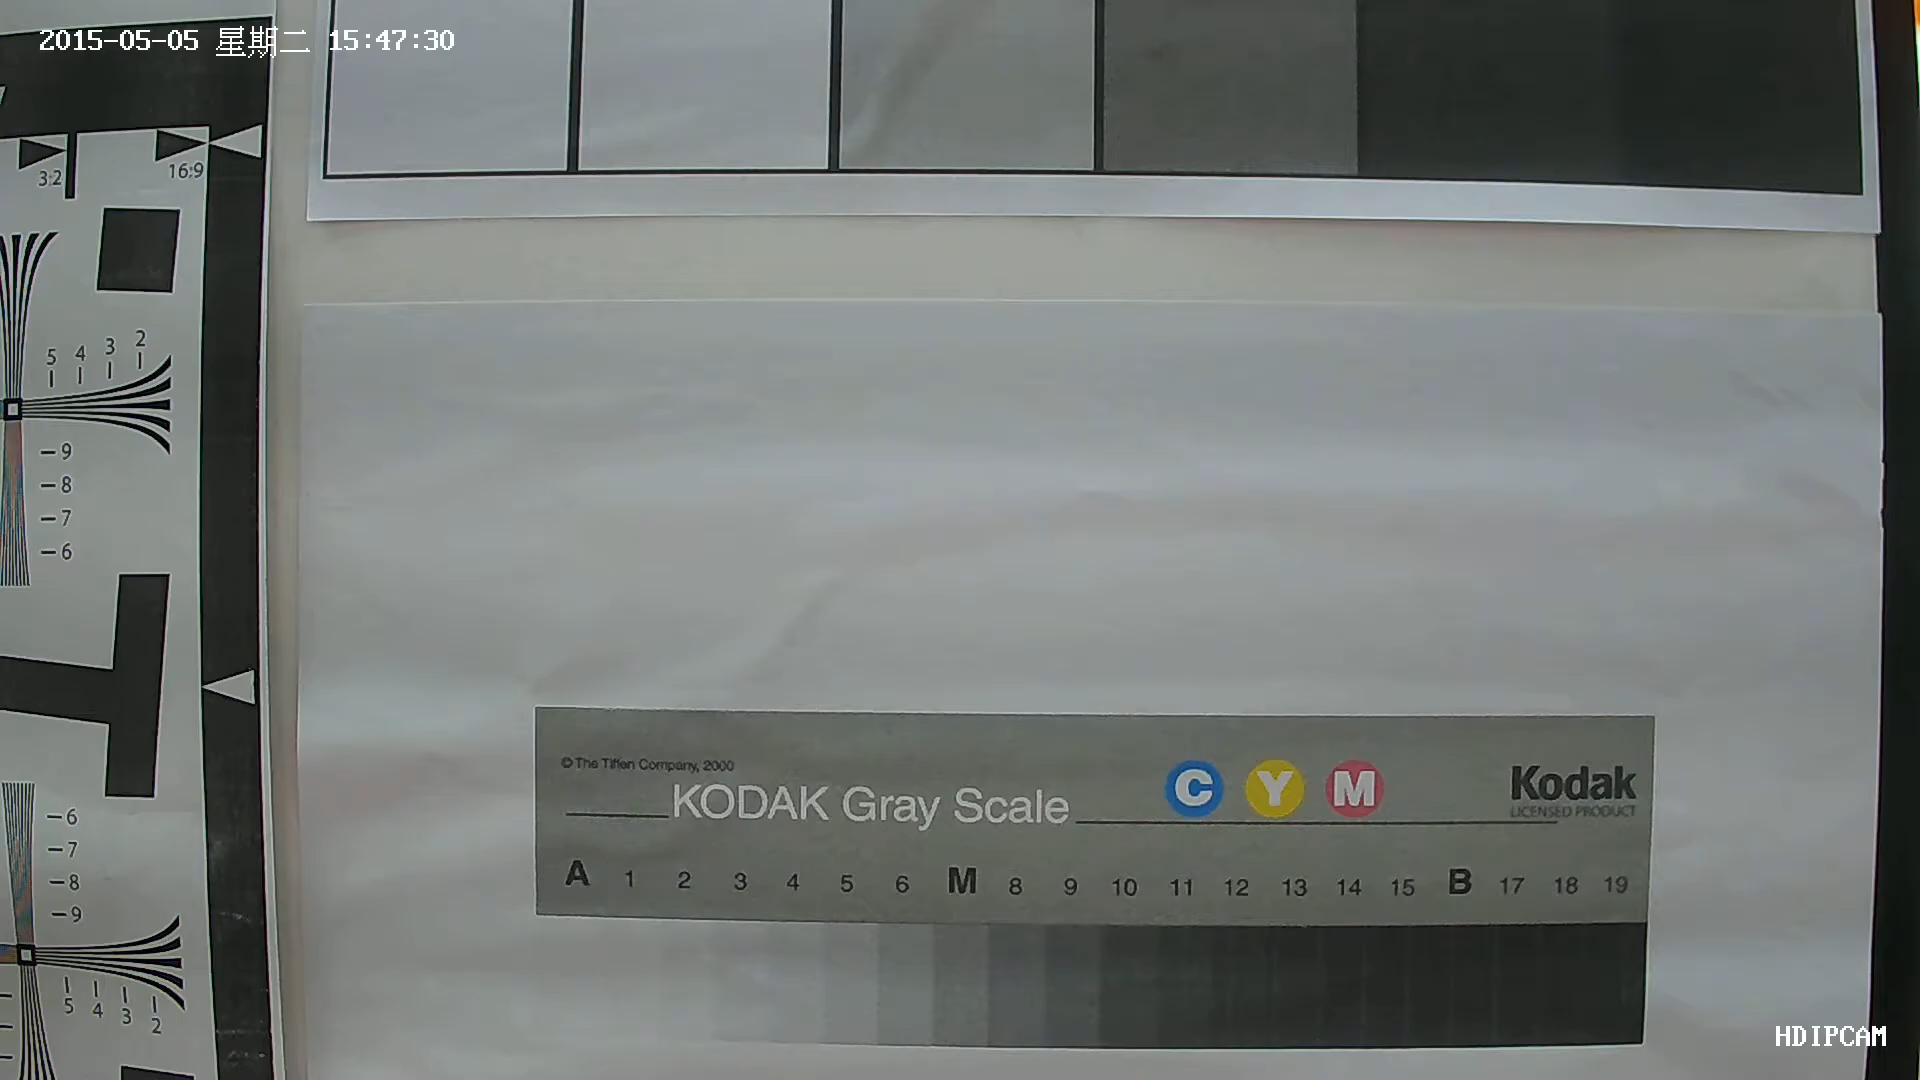 2015-05-05 星期二 15:47:30
3:2
16:9
5 4 3 2
9
8
7
6
6
7
8
9
5 4 3 2
© The Tiffen Company, 2000
KODAK Gray Scale
C Y M
Kodak
LICENSED PRODUCT
A 1 2 3 4 5 6 M 8 9 10 11 12 13 14 15 B 17 18 19
HDIPCAM